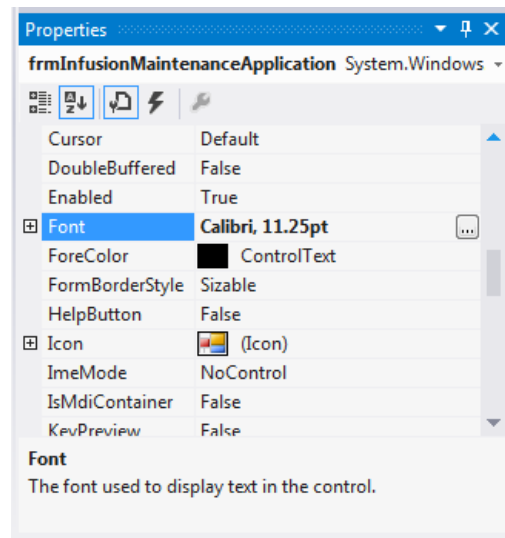 Properties
frmInfusionMaintenanceApplication System.Windows
Cursor Default
DoubleBuffered False
Enabled True
Font Calibri, 11.25pt ...
ForeColor ControlText
FormBorderStyle Sizable
HelpButton False
Icon (Icon)
ImeMode NoControl
IsMdiContainer False
KeyPreview False
Font
The font used to display text in the control.